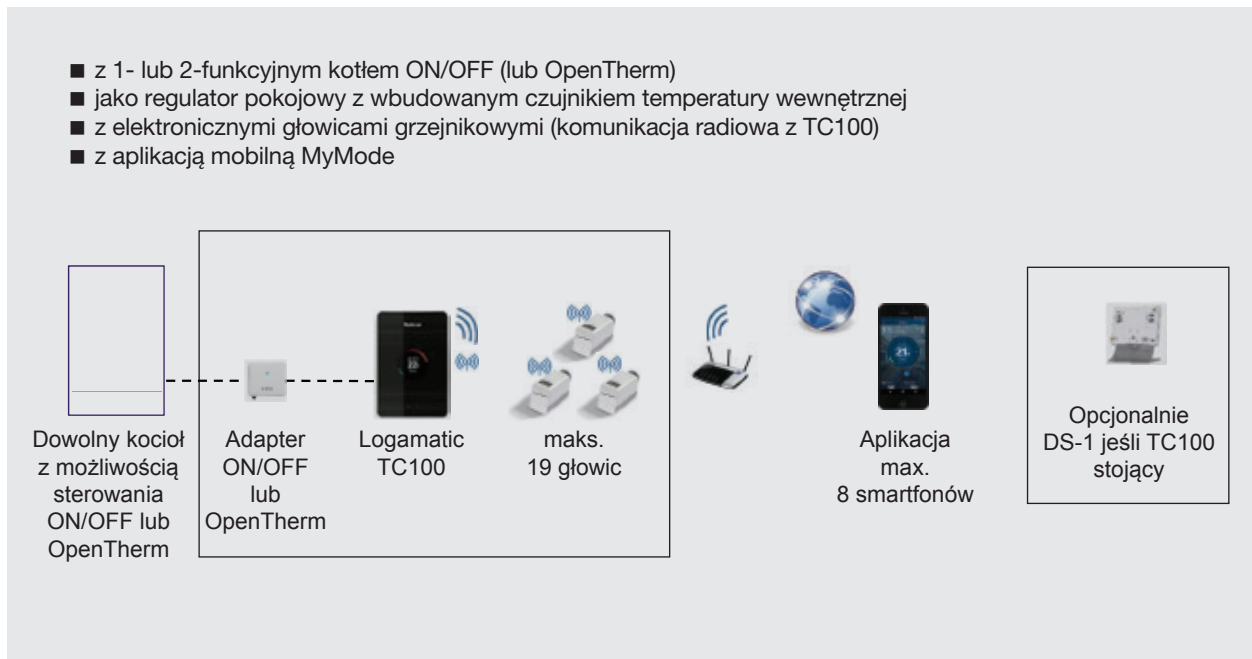 ■ z 1- lub 2-funkcyjnym kotłem ON/OFF (lub OpenTherm)
■ jako regulator pokojowy z wbudowanym czujnikiem temperatury wewnętrznej
■ z elektronicznymi głowicami grzejnikowymi (komunikacja radiowa z TC100)
■ z aplikacją mobilną MyMode
Dowolny kocioł
z możliwością
sterowania
ON/OFF lub
OpenTherm
Adapter
ON/OFF
lub
OpenTherm
Logamatic
TC100
maks.
19 głowic
Aplikacja
max.
8 smartfonów
Opcjonalnie
DS-1 jeśli TC100
stojący